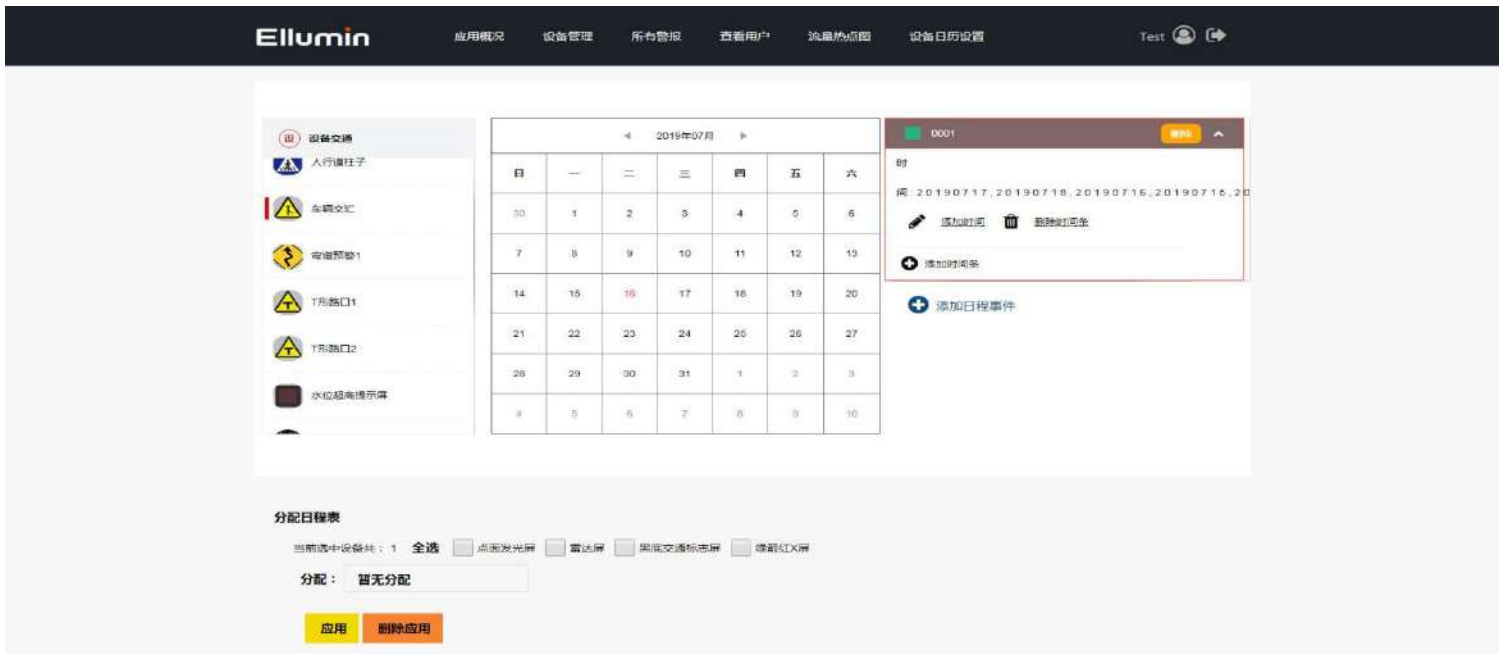 Ellumin 应用概况 设备管理 所有警报 查看用户 流量热点图 设备日历设置 Test
设 设备交通
人行道柱子
车辆交汇
弯道预警1
T形路口1
T形路口2
水位超高提示屏
2019年07月
日 一 二 三 四 五 六
30 1 2 3 4 5 6
7 8 9 10 11 12 13
14 15 16 17 18 19 20
21 22 23 24 25 26 27
28 29 30 31 1 2 3
4 5 6 7 8 9 10
0001 删除
时
间:20190717,20190718,20190716,20190715,20
添加时间 删除时间条
添加时间条
添加日程事件
分配日程表
当前选中设备共: 1 全选 点面发光屏 雷达屏 黑底交通标志屏 绿箭红X屏
分配: 暂无分配
应用 删除应用